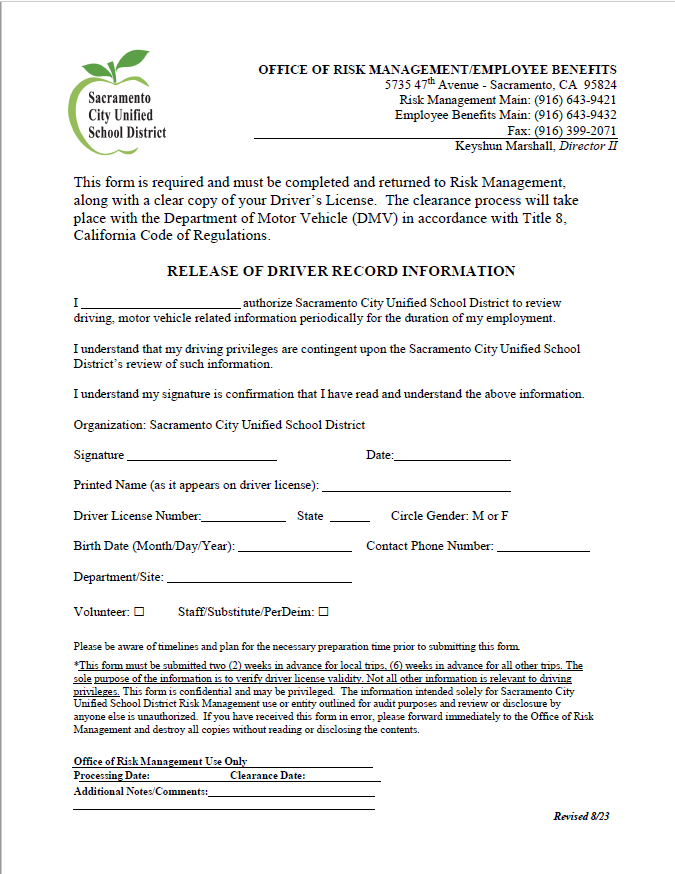 Sacramento
City Unified
School District
OFFICE OF RISK MANAGEMENT/EMPLOYEE BENEFITS
5735 47th Avenue - Sacramento, CA 95824
Risk Management Main: (916) 643-9421
Employee Benefits Main: (916) 643-9432
Fax: (916) 399-2071
Keyshun Marshall, Director II
This form is required and must be completed and returned to Risk Management,
along with a clear copy of your Driver's License. The clearance process will take
place with the Department of Motor Vehicle (DMV) in accordance with Title 8,
California Code of Regulations.
RELEASE OF DRIVER RECORD INFORMATION
I ________________________ authorize Sacramento City Unified School District to review
driving, motor vehicle related information periodically for the duration of my employment.
I understand that my driving privileges are contingent upon the Sacramento City Unified School
District's review of such information.
I understand my signature is confirmation that I have read and understand the above information.
Organization: Sacramento City Unified School District
Signature ______________________ Date:__________________
Printed Name (as it appears on driver license): ____________________________
Driver License Number:_____________ State ______ Circle Gender: M or F
Birth Date (Month/Day/Year): _________________ Contact Phone Number: ______________
Department/Site: ____________________________
Volunteer: ☐ Staff/Substitute/PerDeim: ☐
Please be aware of timelines and plan for the necessary preparation time prior to submitting this form.
*This form must be submitted two (2) weeks in advance for local trips, (6) weeks in advance for all other trips. The
sole purpose of the information is to verify driver license validity. Not all other information is relevant to driving
privileges. This form is confidential and may be privileged. The information intended solely for Sacramento City
Unified School District Risk Management use or entity outlined for audit purposes and review or disclosure by
anyone else is unauthorized. If you have received this form in error, please forward immediately to the Office of Risk
Management and destroy all copies without reading or disclosing the contents.
Office of Risk Management Use Only
Processing Date: Clearance Date:
Additional Notes/Comments:____________________________
Revised 8/23